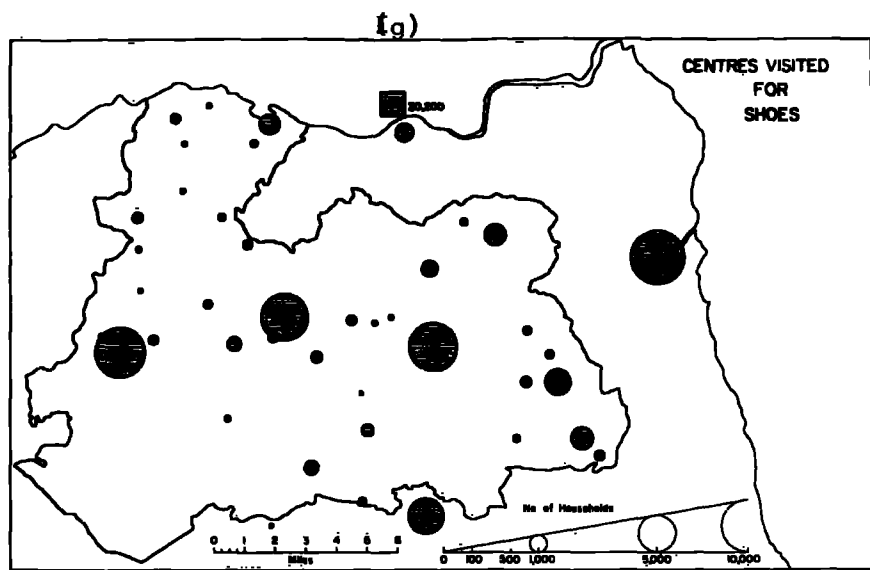 (g)
CENTRES VISITED
FOR
SHOES
20,200
No of Households
0 1 2 3 4 5 6
Miles
0 100 500 1,000 5,000 10,000